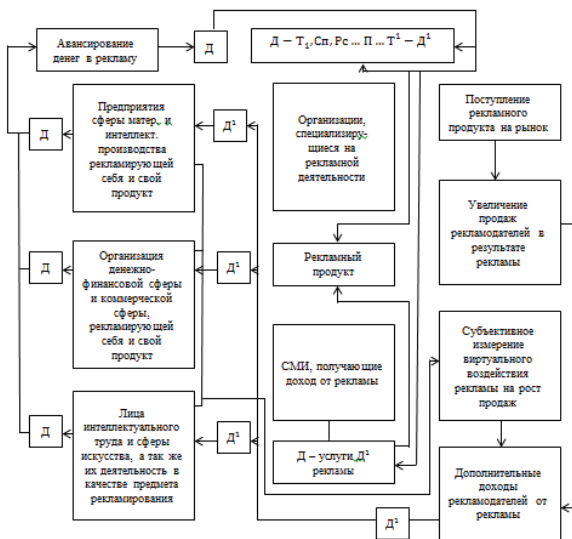 Авансирование
денег в рекламу
Д
Д – Т₁, Сп, Рс ... П ... Т¹ – Д¹
Предприятия
сферы матер, и
интеллект.
производства
рекламирующей
себя и свой
продукт
Д
Д¹
Организации,
специализиру-
щиеся на
рекламной
деятельности
Поступление
рекламного
продукта на рынок
Увеличение
продаж
рекламодателей в
результате
рекламы
Организация
денежно-
финансовой сферы
и коммерческой
сферы,
рекламирующей
себя и свой
продукт
Д
Д¹
Рекламный
продукт
СМИ, получающие
доход от рекламы
Субъективное
измерение
виртуального
воздействия
рекламы на рост
продаж
Лица
интеллектуального
труда и сферы
искусства, а так же
их деятельность в
качестве предмета
рекламирования
Д
Д¹
Д – услуги Д¹
рекламы
Дополнительные
доходы
рекламодателей от
рекламы
Д¹